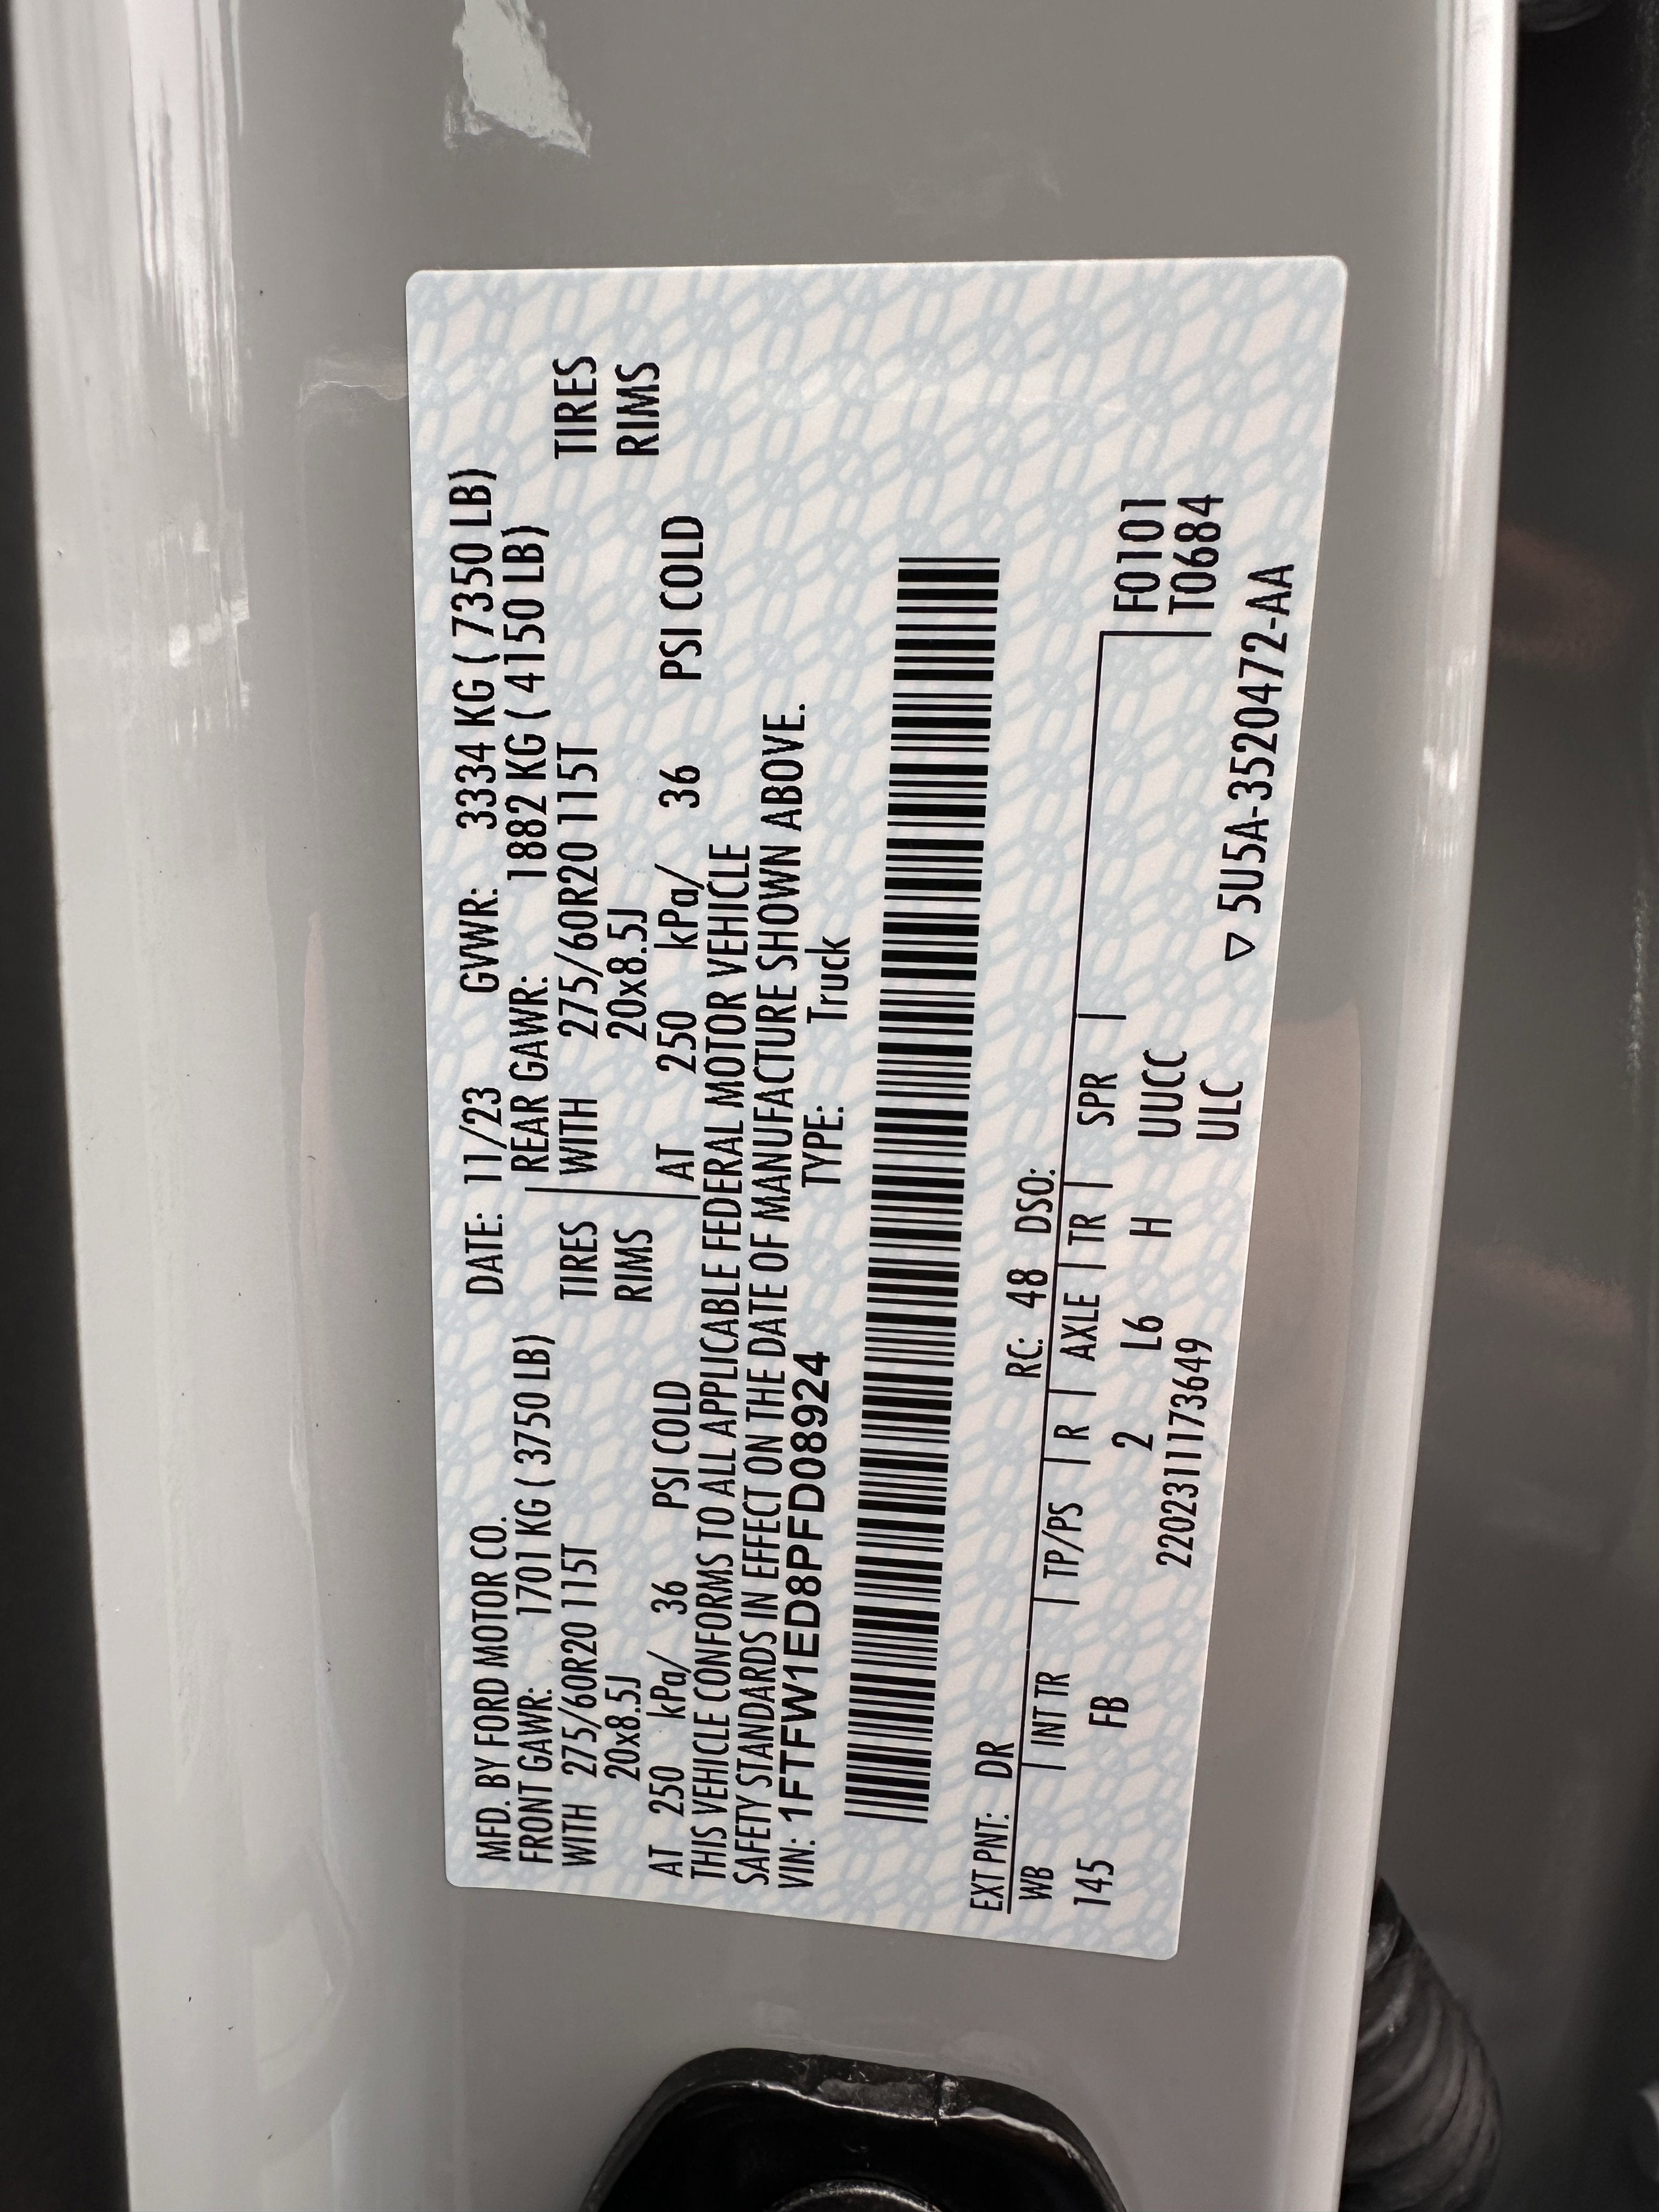 MFD. BY FORD MOTOR CO. DATE: 11/23 GVWR: 3334 KG ( 7350 LB)
FRONT GAWR: 1701 KG ( 3750 LB) REAR GAWR: 1882 KG ( 4150 LB)
WITH 275/60R20 115T TIRES WITH 275/60R20 115T TIRES
20x8.5J RIMS 20x8.5J RIMS
AT 250 kPa/ 36 PSI COLD AT 250 kPa/ 36 PSI COLD
THIS VEHICLE CONFORMS TO ALL APPLICABLE FEDERAL MOTOR VEHICLE
SAFETY STANDARDS IN EFFECT ON THE DATE OF MANUFACTURE SHOWN ABOVE.
VIN: 1FTFW1ED8PFD08924 TYPE: Truck
EXT PNT: DR RC: 48 DSO:
WB INT TR TP/PS R AXLE TR SPR F0101
145 FB 2 L6 H UUCC T0684
2202311173649 ULC
▽ 5U5A-3520472-AA